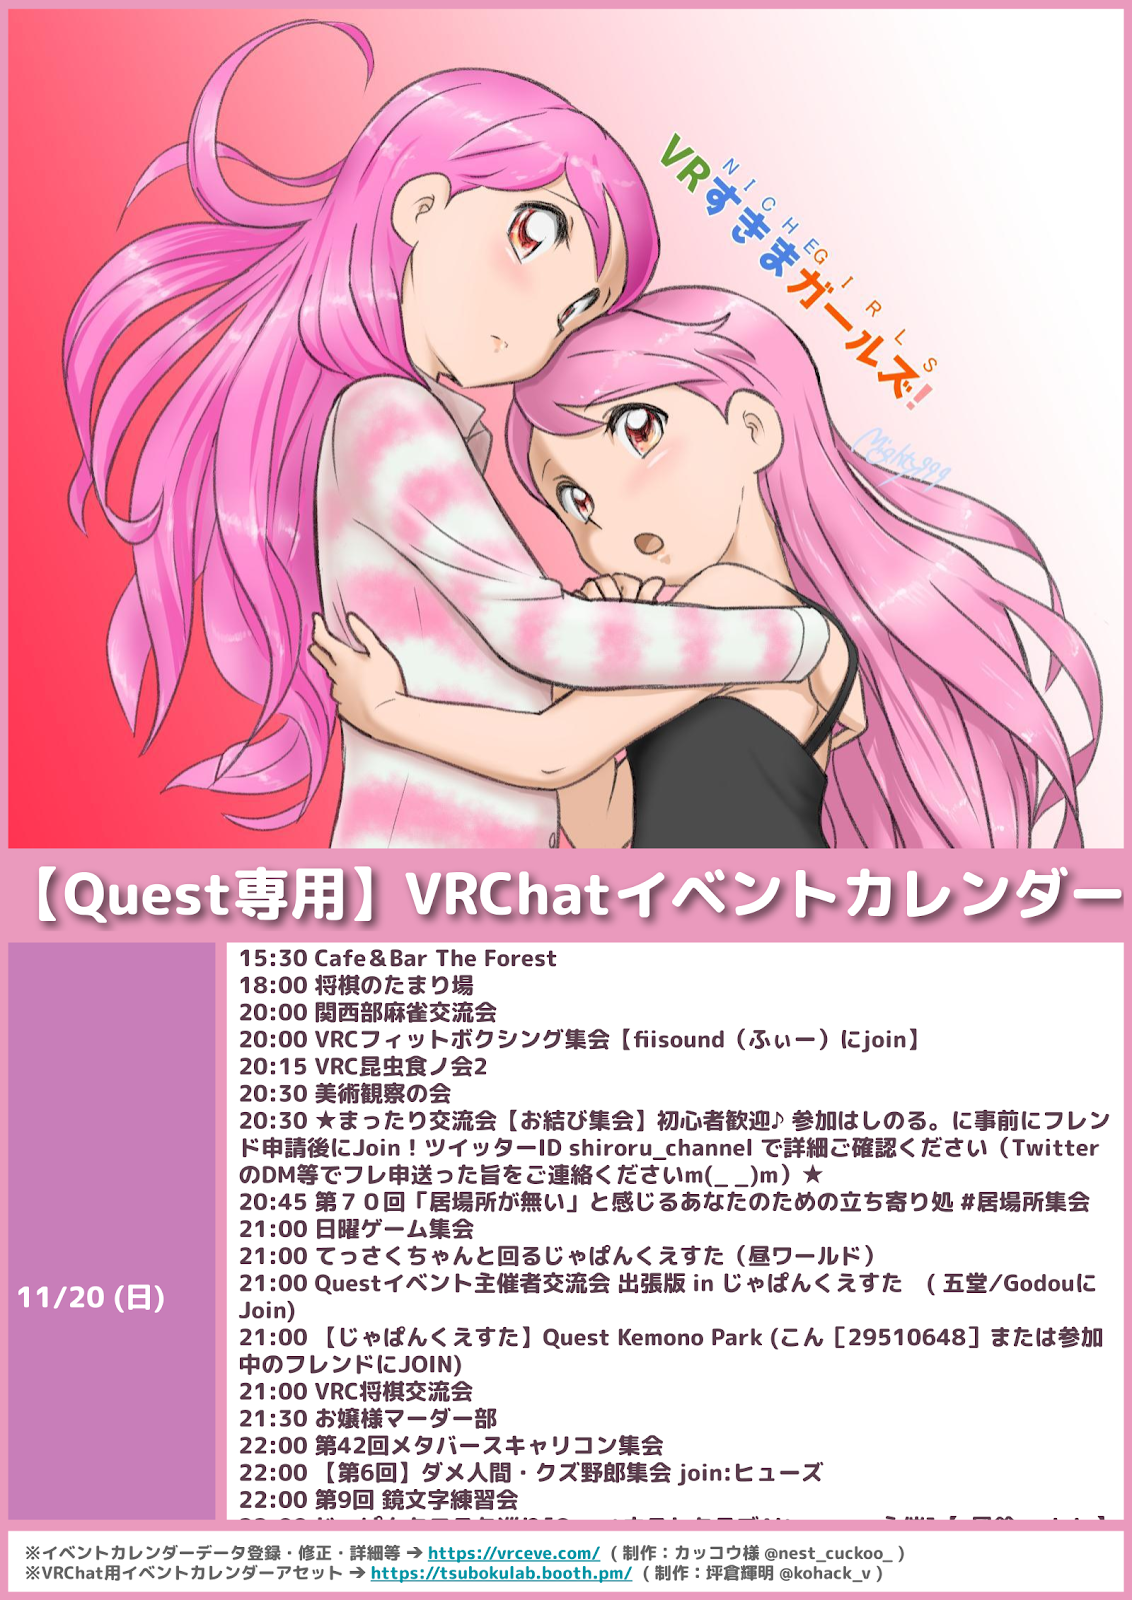 NICHE GIRLS
VRすきまガールズ!
Mighty999
【Quest専用】VRChatイベントカレンダー
11/20 (日)
15:30 Cafe＆Bar The Forest
18:00 将棋のたまり場
20:00 関西部麻雀交流会
20:00 VRCフィットボクシング集会【fiisound（ふぃー）にjoin】
20:15 VRC昆虫食ノ会2
20:30 美術観察の会
20:30 ★まったり交流会【お結び集会】初心者歓迎♪ 参加はしのる。に事前にフレン
ド申請後にJoin！ツイッターID shiroru_channel で詳細ご確認ください（Twitter
のDM等でフレ申送った旨をご連絡くださいm(_ _)m）★
20:45 第７０回「居場所が無い」と感じるあなたのための立ち寄り処 #居場所集会
21:00 日曜ゲーム集会
21:00 てっさくちゃんと回るじゃぱんくえすた（昼ワールド）
21:00 Questイベント主催者交流会 出張版 in じゃぱんくえすた　( 五堂/Godouに
Join)
21:00 【じゃぱんくえすた】Quest Kemono Park (こん［29510648］または参加
中のフレンドにJOIN)
21:00 VRC将棋交流会
21:30 お嬢様マーダー部
22:00 第42回メタバースキャリコン集会
22:00 【第6回】ダメ人間・クズ野郎集会 join:ヒューズ
22:00 第9回 鏡文字練習会
※イベントカレンダーデータ登録・修正・詳細等 ➔ https://vrceve.com/ ( 制作：カッコウ様 @nest_cuckoo_ )
※VRChat用イベントカレンダーアセット ➔ https://tsubokulab.booth.pm/ ( 制作：坪倉輝明 @kohack_v )